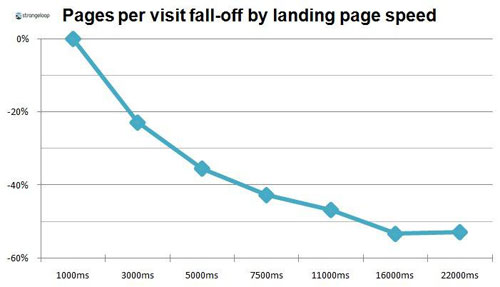 strangeloop
Pages per visit fall-off by landing page speed
0%
-20%
-40%
-60%
1000ms
3000ms
5000ms
7500ms
11000ms
16000ms
22000ms